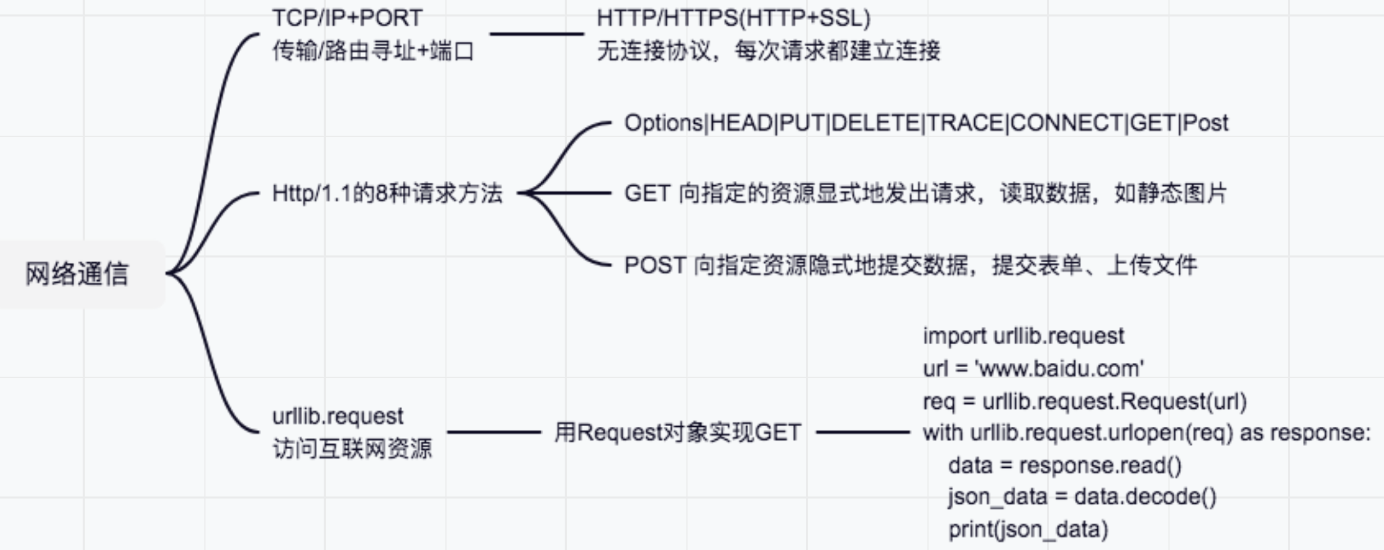 网络通信
TCP/IP+PORT
传输/路由寻址+端口
HTTP/HTTPS(HTTP+SSL)
无连接协议，每次请求都建立连接
Http/1.1的8种请求方法
Options|HEAD|PUT|DELETE|TRACE|CONNECT|GET|Post
GET 向指定的资源显式地发出请求，读取数据，如静态图片
POST 向指定资源隐式地提交数据，提交表单、上传文件
urllib.request
访问互联网资源
用Request对象实现GET
import urllib.request
url = 'www.baidu.com'
req = urllib.request.Request(url)
with urllib.request.urlopen(req) as response:
    data = response.read()
    json_data = data.decode()
    print(json_data)